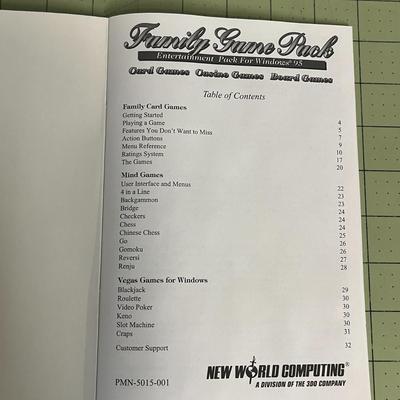 Family Game Pack
Entertainment Pack For Windows® 95
Card Games Casino Games Board Games
Table of Contents
Family Card Games
Getting Started 4
Playing a Game 5
Features You Don't Want to Miss 7
Action Buttons 9
Menu Reference 10
Ratings System 17
The Games 20
Mind Games
User Interface and Menus 22
4 in a Line 23
Backgammon 23
Bridge 24
Checkers 24
Chess 24
Chinese Chess 25
Go 26
Gomoku 26
Reversi 27
Renju 28
Vegas Games for Windows
Blackjack 29
Roulette 30
Video Poker 30
Keno 30
Slot Machine 30
Craps 31
Customer Support 32
NEW WORLD COMPUTING®
A DIVISION OF THE 3DO COMPANY
PMN-5015-001